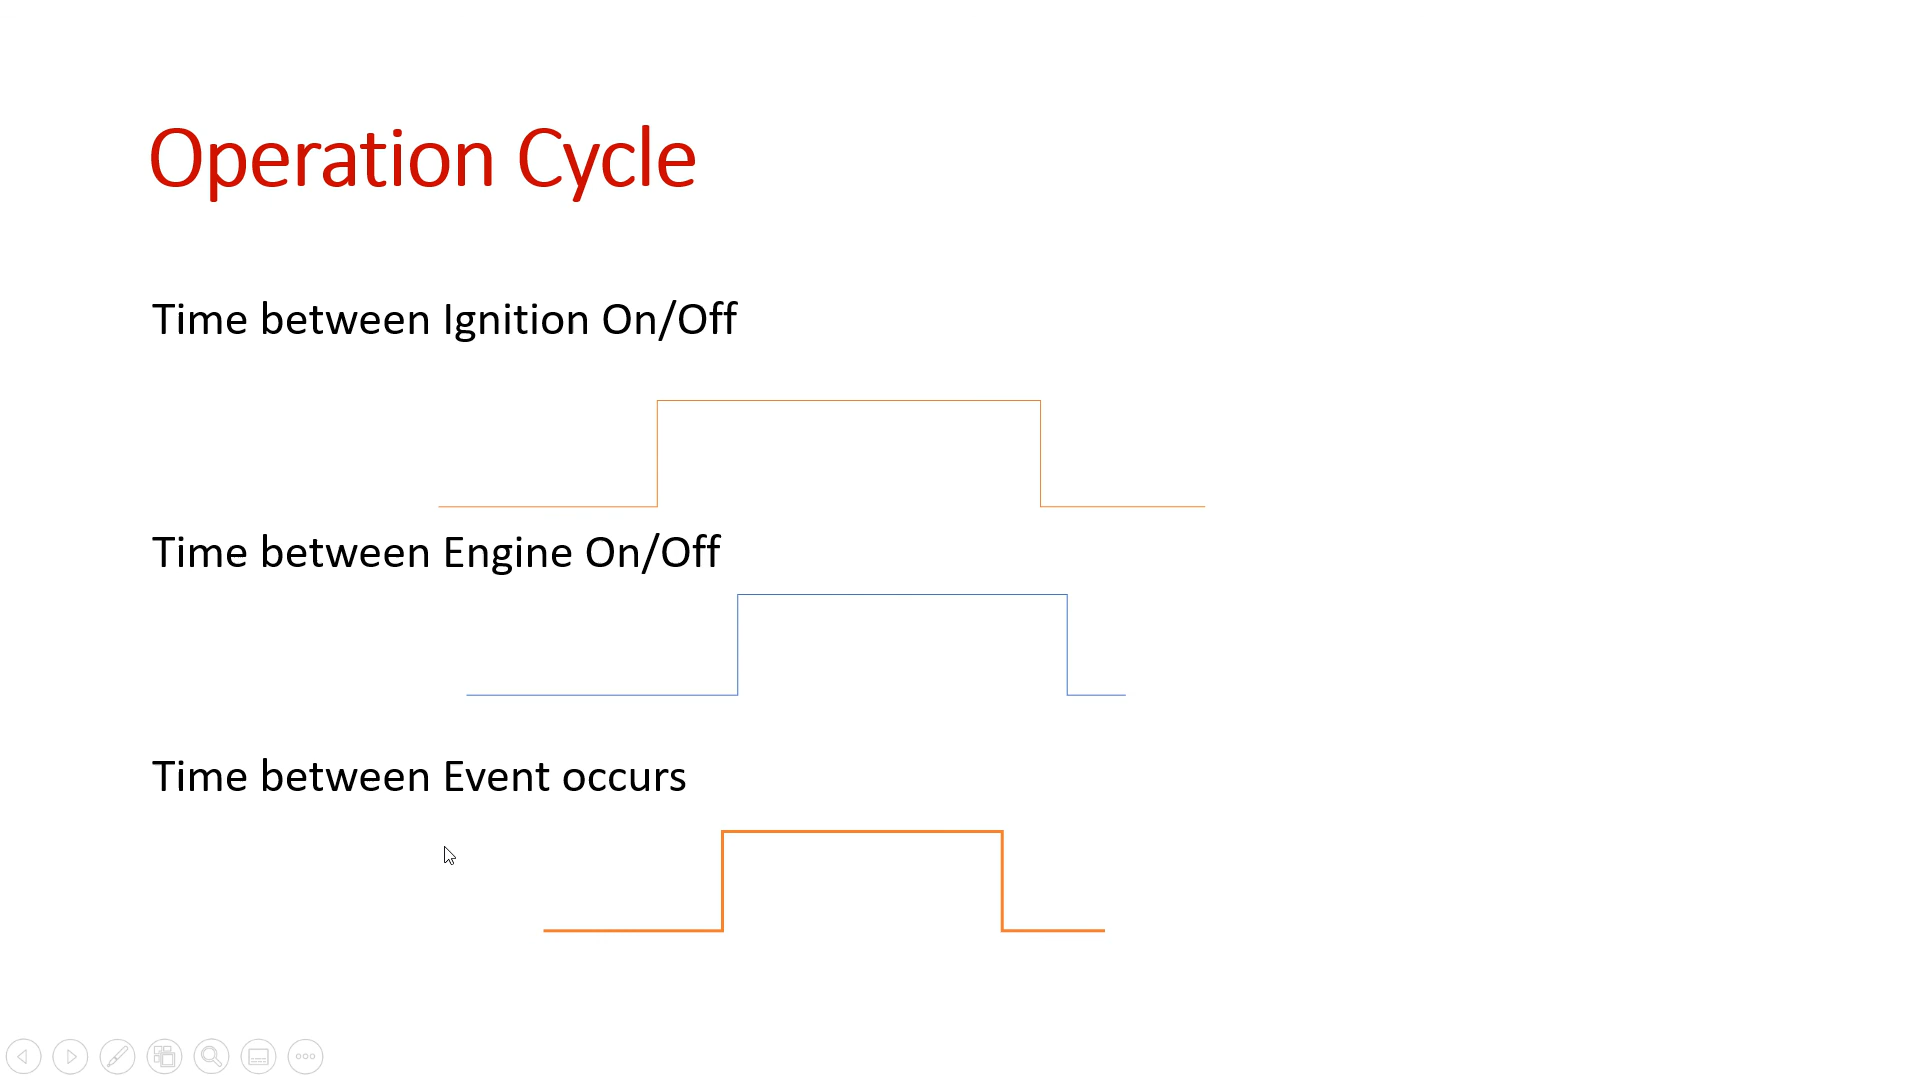 Operation Cycle
Time between Ignition On/Off
Time between Engine On/Off
Time between Event occurs